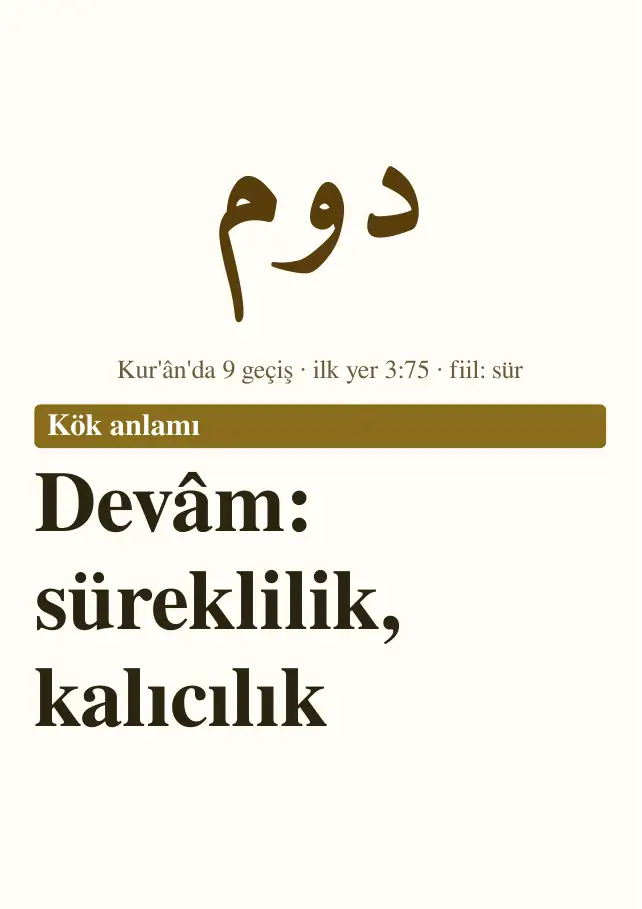 دوم
Kur'ân'da 9 geçiş · ilk yer 3:75 · fiil: sür
Kök anlamı
Devâm:
süreklilik,
kalıcılık